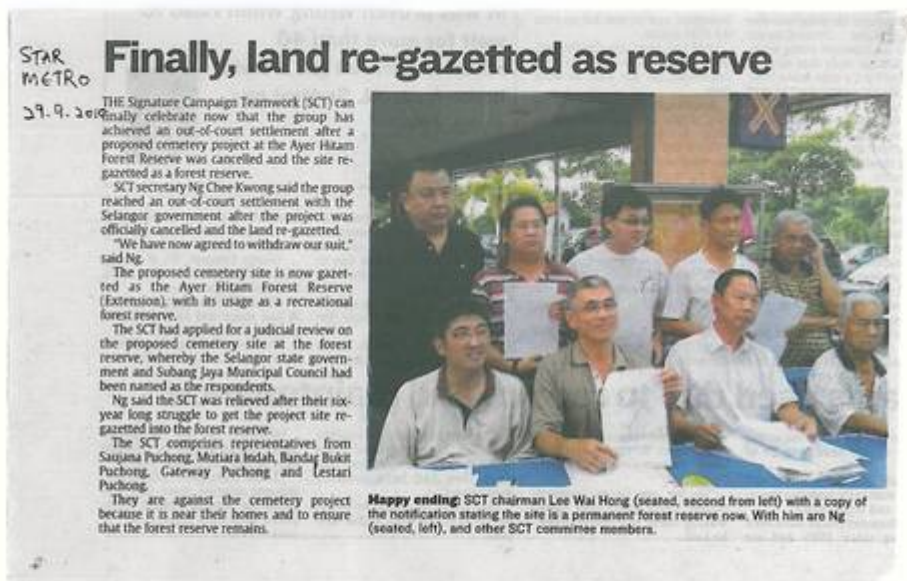 STAR
METRO
29.9.2010
Finally, land re-gazetted as reserve
THE Signature Campaign Teamwork (SCT) can
finally celebrate now that the group has
achieved an out-of-court settlement after a
proposed cemetery project at the Ayer Hitam
Forest Reserve was cancelled and the site re-
gazetted as a forest reserve.
SCT secretary Ng Chee Kwong said the group
reached an out-of-court settlement with the
Selangor government after the project was
officially cancelled and the land re-gazetted.
"We have now agreed to withdraw our suit,"
said Ng.
The proposed cemetery site is now gazet-
ted as the Ayer Hitam Forest Reserve
(Extension), with its usage as a recreational
forest reserve.
The SCT had applied for a judicial review on
the proposed cemetery site at the forest
reserve, whereby the Selangor state govern-
ment and Subang Jaya Municipal Council had
been named as the respondents.
Ng said the SCT was relieved after their six-
year long struggle to get the project site re-
gazetted into the forest reserve.
The SCT comprises representatives from
Saujana Puchong, Mutiara Indah, Bandar Bukit
Puchong, Gateway Puchong and Lestari
Puchong.
They are against the cemetery project
because it is near their homes and to ensure
that the forest reserve remains.
Happy ending: SCT chairman Lee Wai Hong (seated, second from left) with a copy of
the notification stating the site is a permanent forest reserve now. With him are Ng
(seated, left), and other SCT committee members.